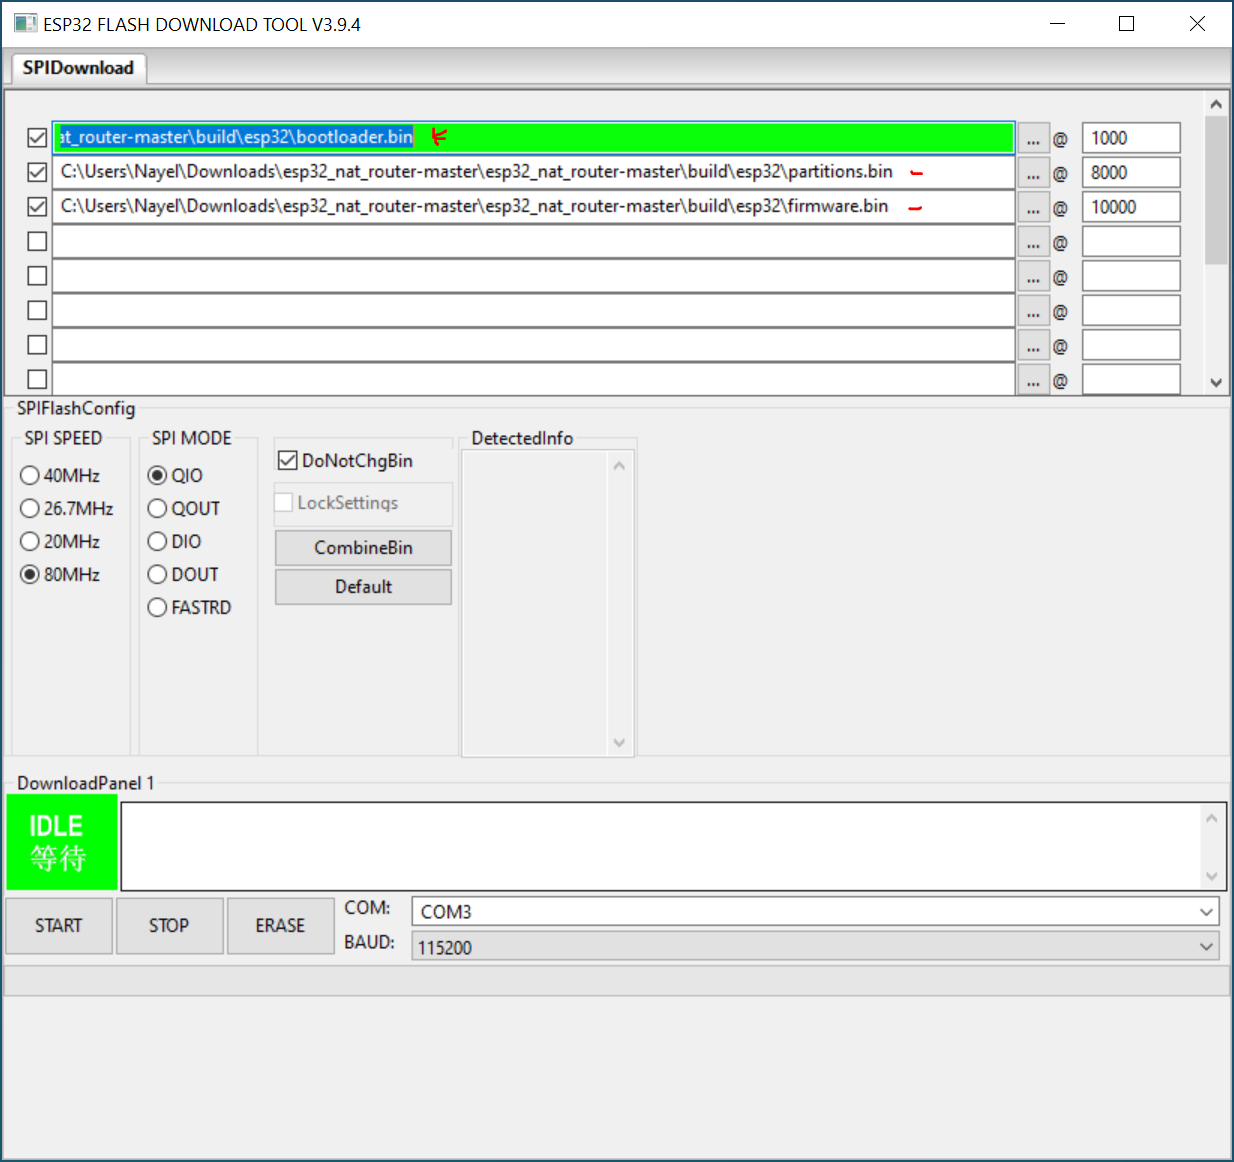 ESP32 FLASH DOWNLOAD TOOL V3.9.4
SPIDownload
at_router-master\build\esp32\bootloader.bin ... @ 1000
C:\Users\Nayel\Downloads\esp32_nat_router-master\esp32_nat_router-master\build\esp32\partitions.bin ... @ 8000
C:\Users\Nayel\Downloads\esp32_nat_router-master\esp32_nat_router-master\build\esp32\firmware.bin ... @ 10000
... @
... @
... @
... @
... @
SPIFlashConfig
SPI SPEED
40MHz
26.7MHz
20MHz
80MHz
SPI MODE
QIO
QOUT
DIO
DOUT
FASTRD
DoNotChgBin
LockSettings
CombineBin
Default
DetectedInfo
DownloadPanel 1
IDLE
等待
START
STOP
ERASE
COM: COM3
BAUD: 115200